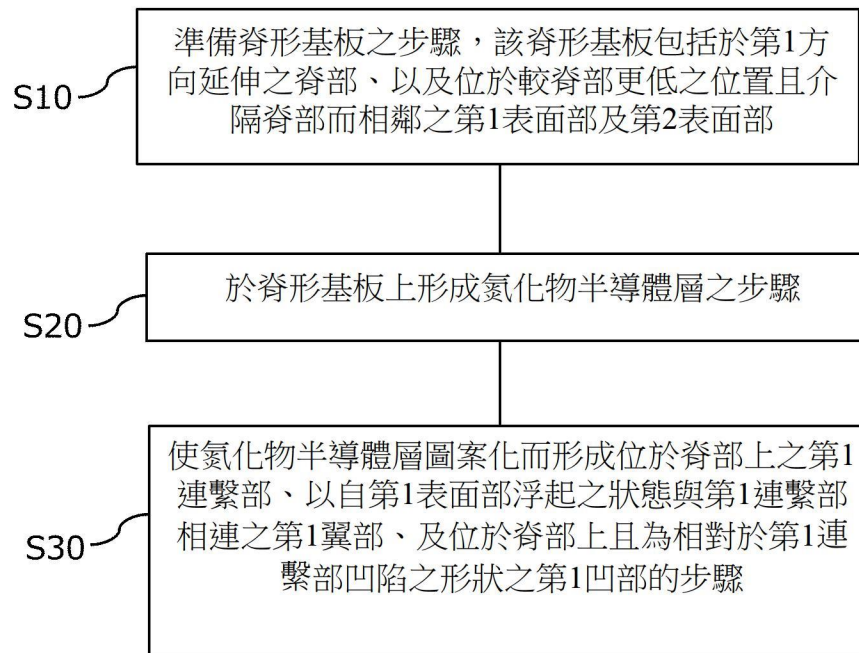 S10
準備脊形基板之步驟，該脊形基板包括於第1方
向延伸之脊部、以及位於較脊部更低之位置且介
隔脊部而相鄰之第1表面部及第2表面部
S20
於脊形基板上形成氮化物半導體層之步驟
S30
使氮化物半導體層圖案化而形成位於脊部上之第1
連繫部、以自第1表面部浮起之狀態與第1連繫部
相連之第1翼部、及位於脊部上且為相對於第1連
繫部凹陷之形狀之第1凹部的步驟